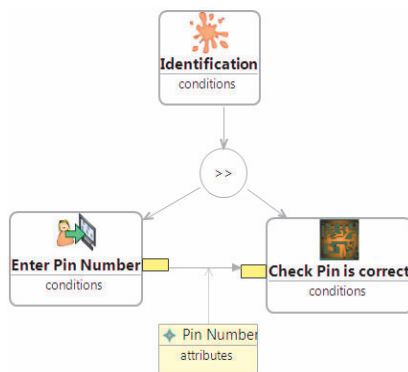 Identification
conditions
>>
Enter Pin Number
conditions
Check Pin is correct
conditions
Pin Number
attributes